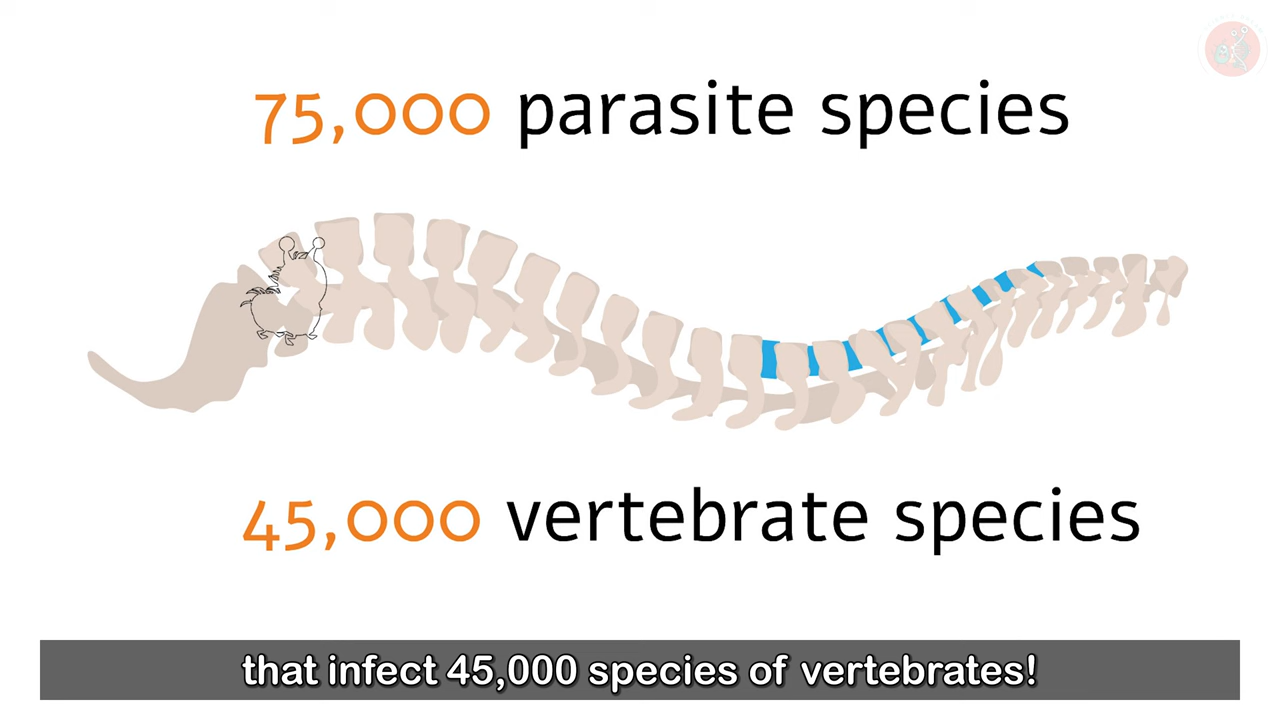 75,000 parasite species
45,000 vertebrate species
that infect 45,000 species of vertebrates!